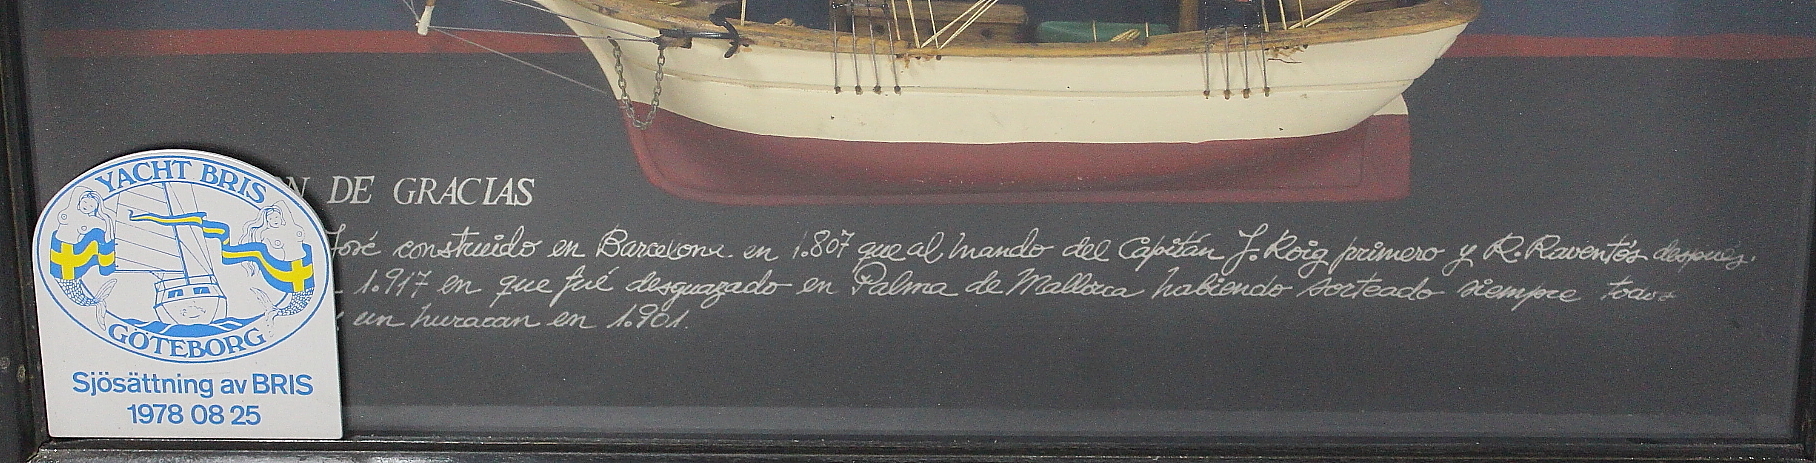 YACHT BRIS
GÖTEBORG
Sjösättning av BRIS
1978 08 25
N DE GRACIAS
José construido en Barcelona en 1.807 que al mando del Capitán J. Roig primero y R. Raventós después.
1.917 en que fué desguazado en Palma de Mallorca habiendo sorteado siempre
un huracan en 1.901.